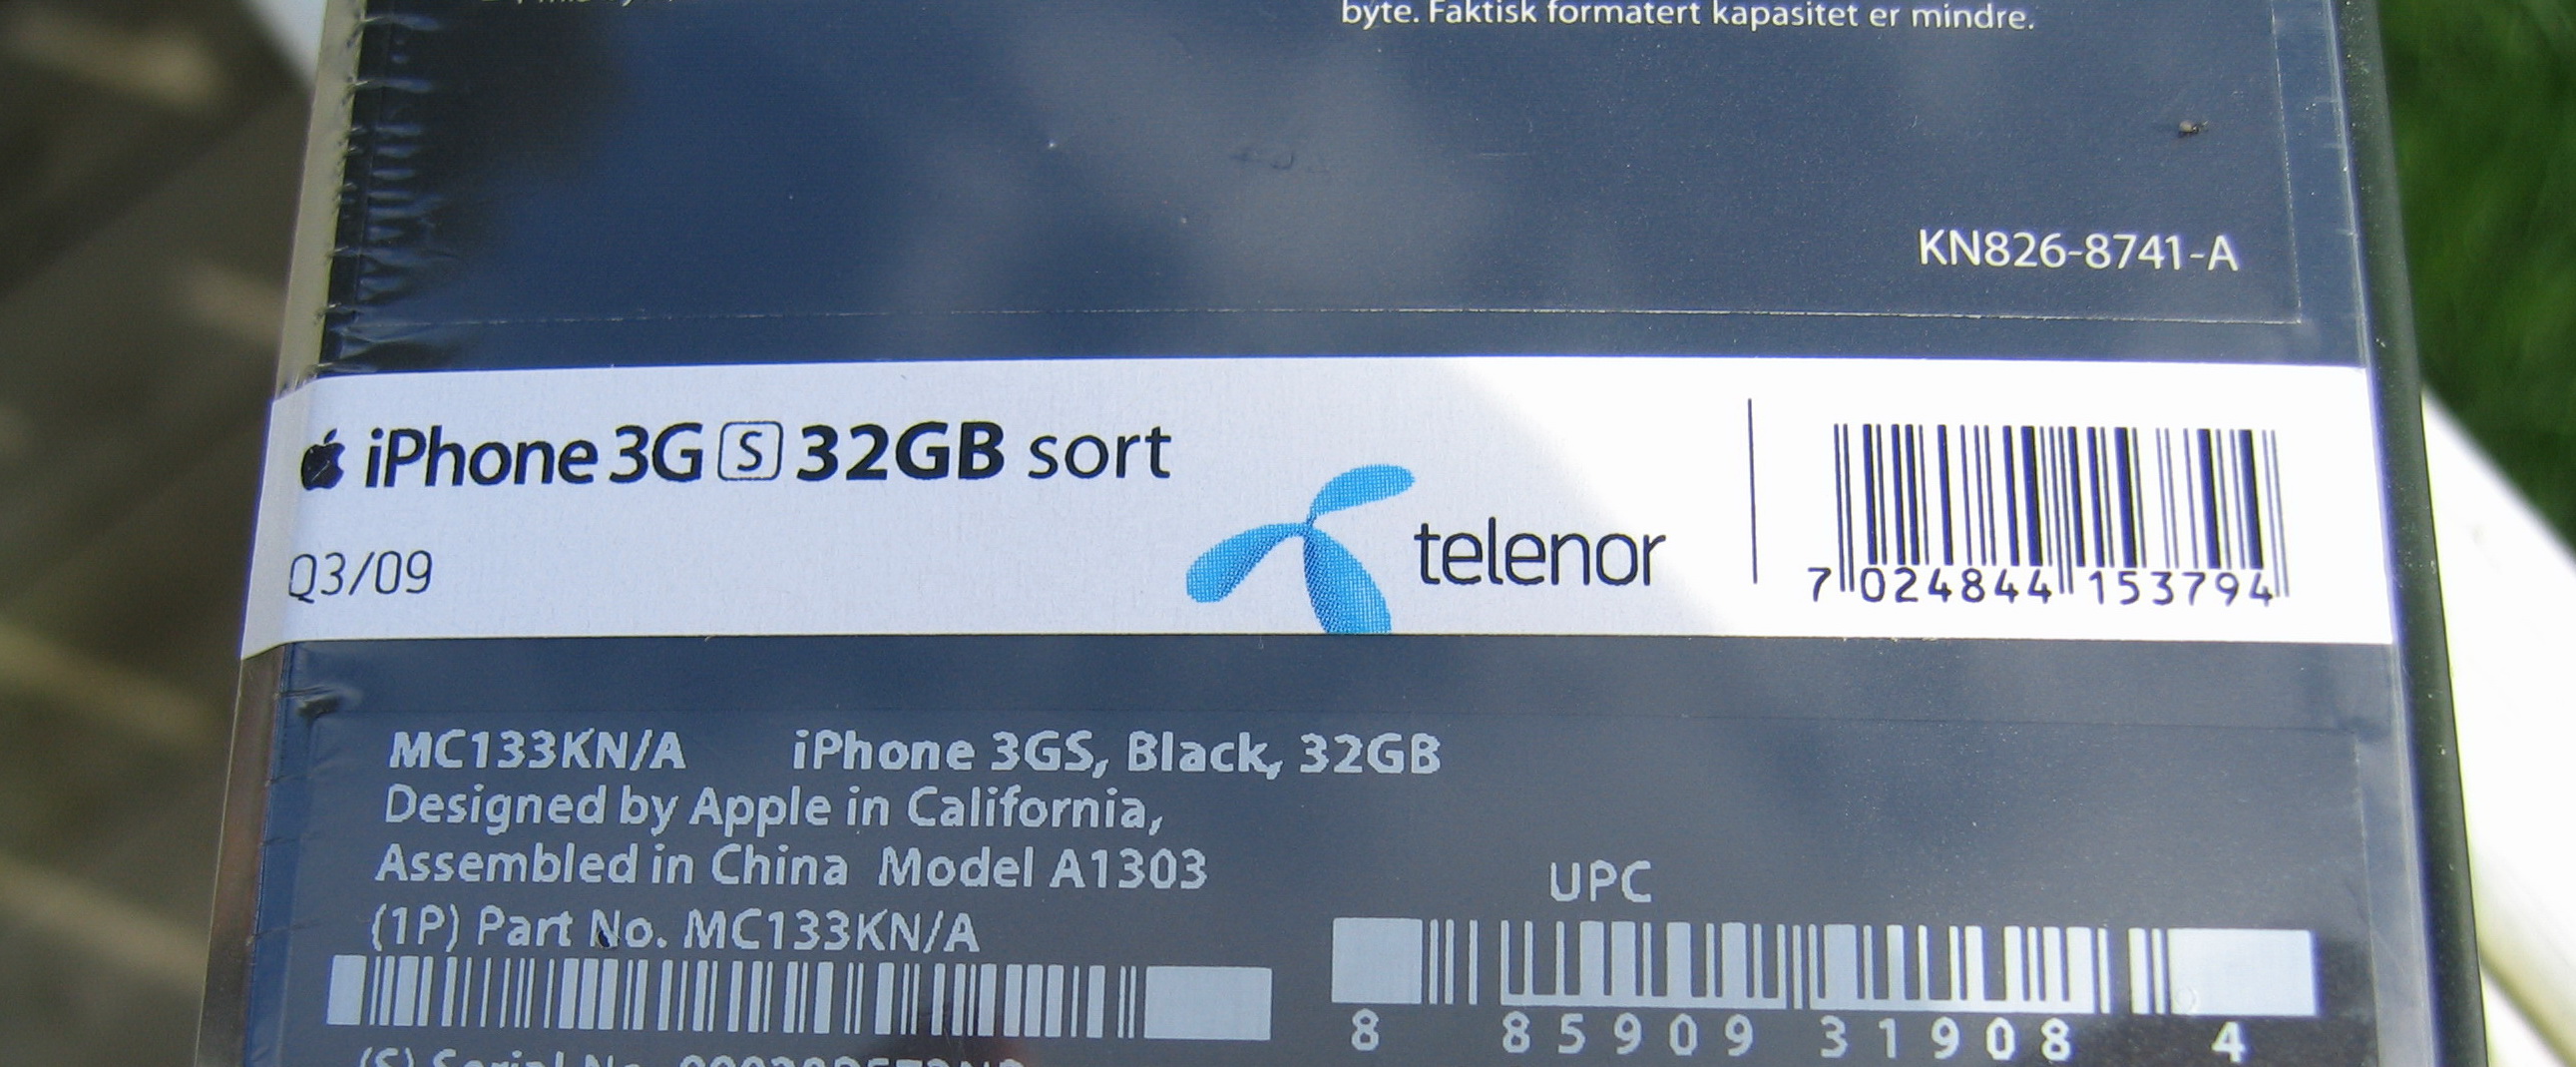 byte. Faktisk formatert kapasitet er mindre.
KN826-8741-A
iPhone 3G S 32GB sort
Q3/09
telenor
7 024844 153794
MC133KN/A iPhone 3GS, Black, 32GB
Designed by Apple in California,
Assembled in China Model A1303
(1P) Part No. MC133KN/A
UPC
8 85909 31908 4
(S) Serial No.